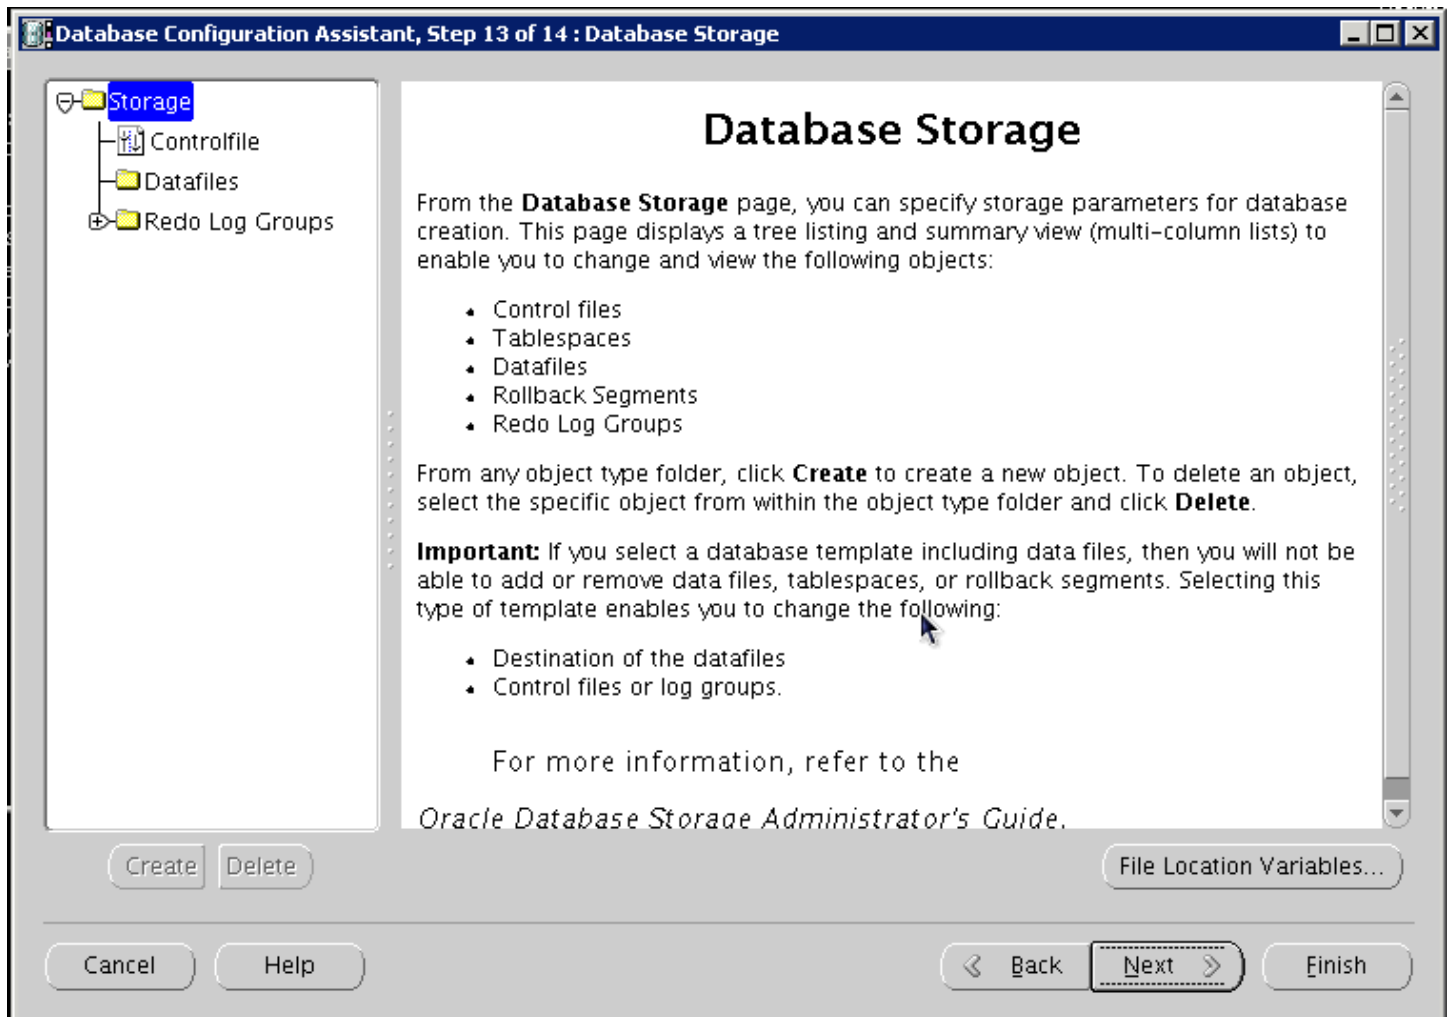 Database Configuration Assistant, Step 13 of 14 : Database Storage
Storage
Controlfile
Datafiles
Redo Log Groups
Database Storage
From the Database Storage page, you can specify storage parameters for database
creation. This page displays a tree listing and summary view (multi-column lists) to
enable you to change and view the following objects:
Control files
Tablespaces
Datafiles
Rollback Segments
Redo Log Groups
From any object type folder, click Create to create a new object. To delete an object,
select the specific object from within the object type folder and click Delete.
Important: If you select a database template including data files, then you will not be
able to add or remove data files, tablespaces, or rollback segments. Selecting this
type of template enables you to change the following:
Destination of the datafiles
Control files or log groups.
For more information, refer to the
Oracle Database Storage Administrator's Guide.
Create
Delete
File Location Variables...
Cancel
Help
Back
Next
Finish